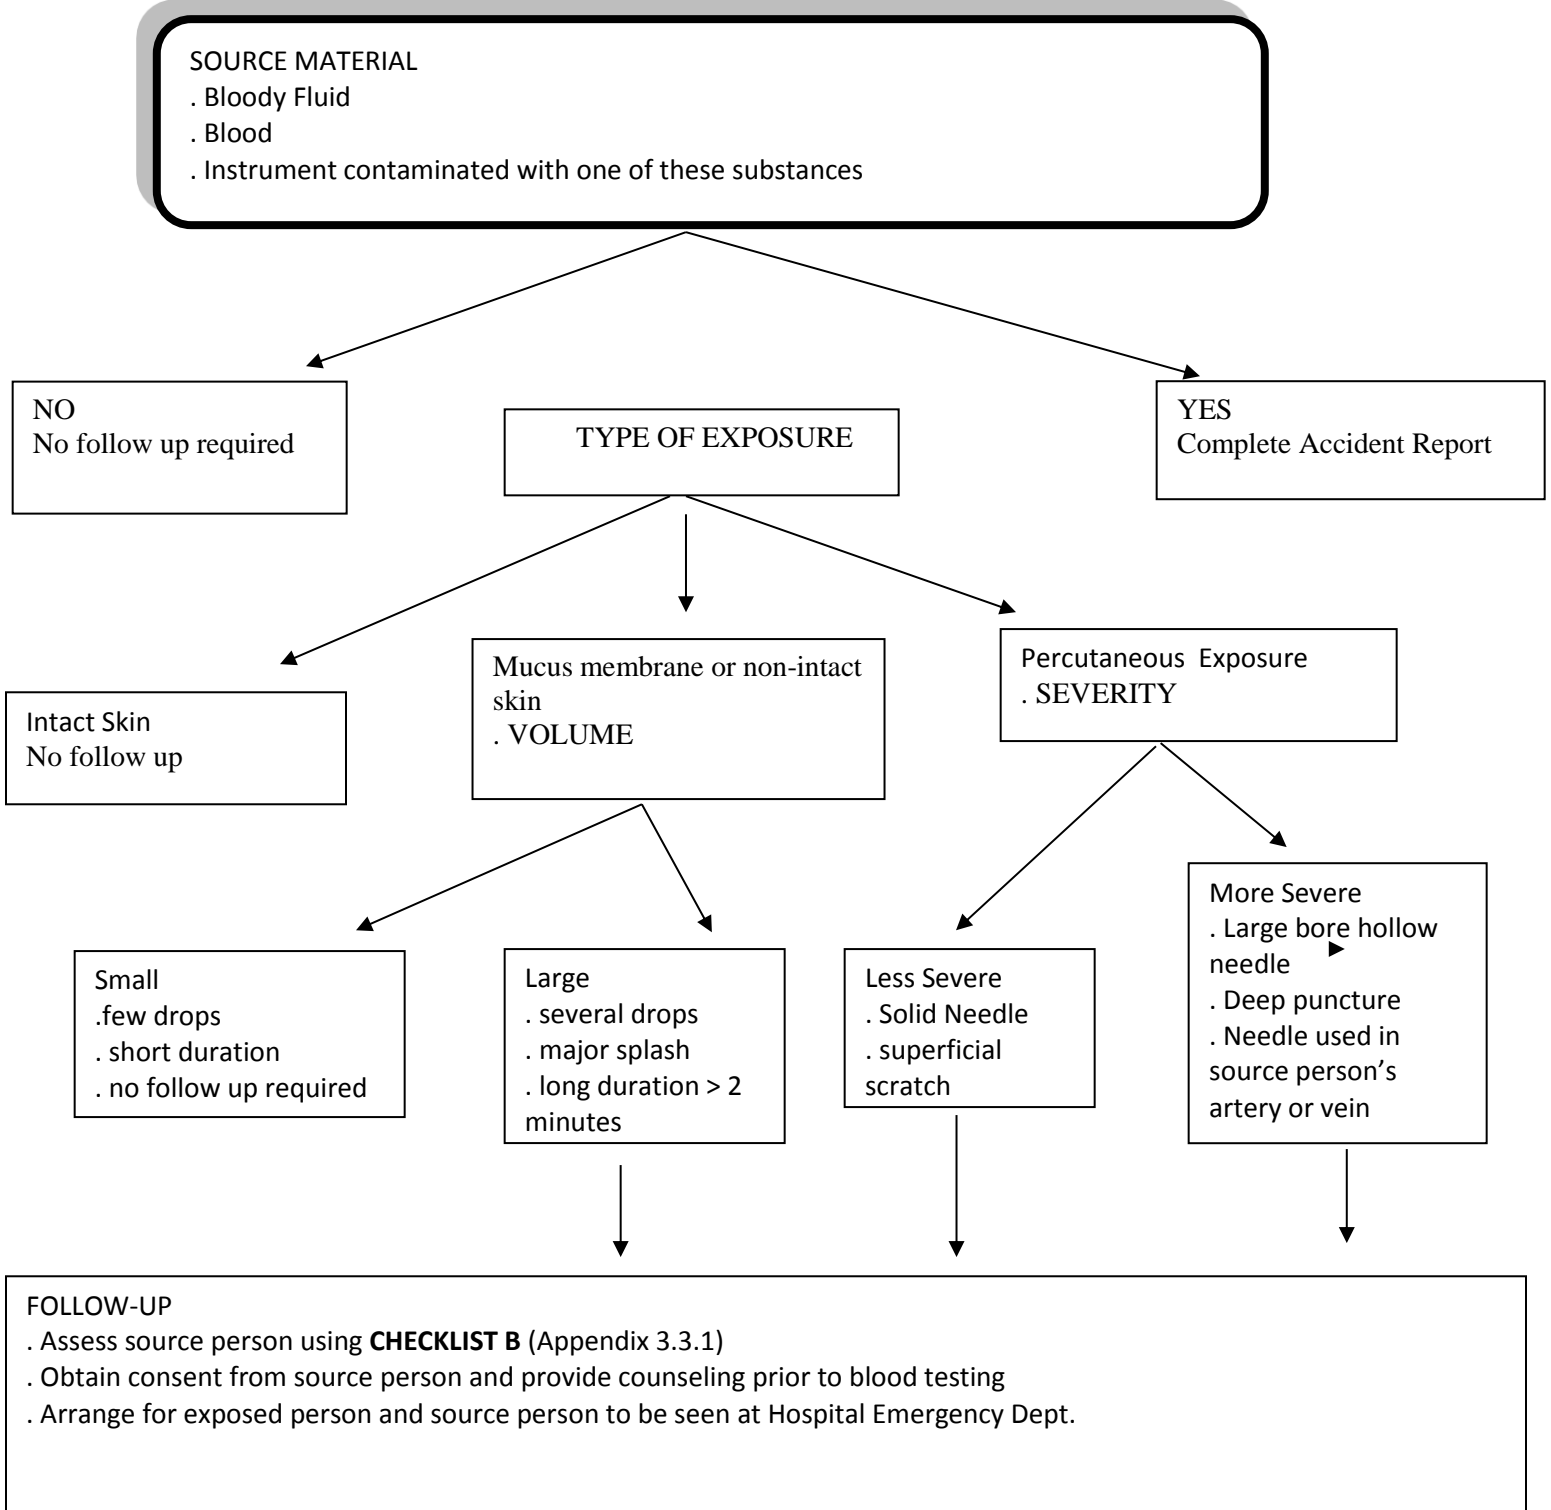 SOURCE MATERIAL
. Bloody Fluid
. Blood
. Instrument contaminated with one of these substances
NO
No follow up required
TYPE OF EXPOSURE
YES
Complete Accident Report
Intact Skin
No follow up
Mucus membrane or non-intact
skin
. VOLUME
Percutaneous Exposure
. SEVERITY
Small
.few drops
. short duration
. no follow up required
Large
. several drops
. major splash
. long duration > 2
minutes
Less Severe
. Solid Needle
. superficial
scratch
More Severe
. Large bore hollow
needle
. Deep puncture
. Needle used in
source person’s
artery or vein
FOLLOW-UP
. Assess source person using CHECKLIST B (Appendix 3.3.1)
. Obtain consent from source person and provide counseling prior to blood testing
. Arrange for exposed person and source person to be seen at Hospital Emergency Dept.